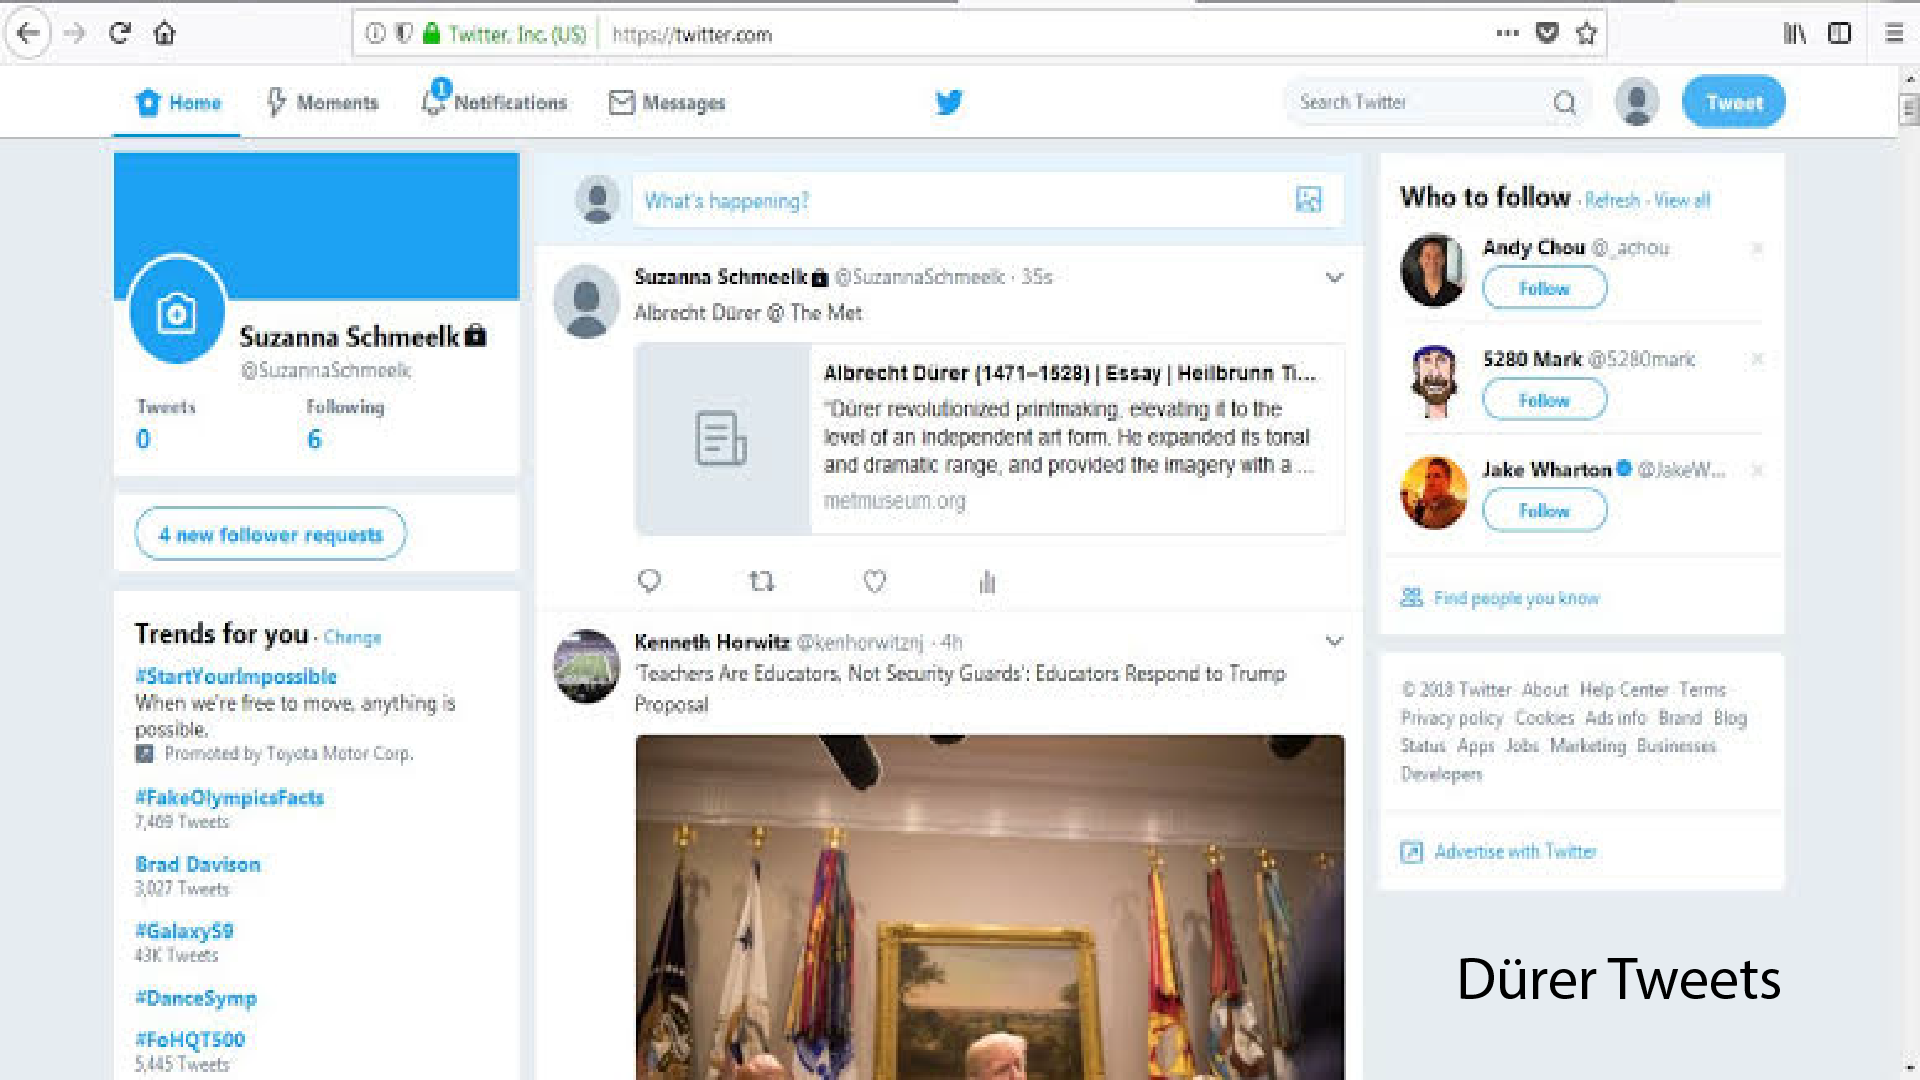 Twitter, Inc. (US)
https://twitter.com
Home
Moments
1
Notifications
Messages
Search Twitter
Tweet
Suzanna Schmeelk
@SuzannaSchmeelk
Tweets Following
0 6
4 new follower requests
Trends for you · Change
#StartYourImpossible
When we're free to move, anything is
possible.
Promoted by Toyota Motor Corp.
#FakeOlympicsFacts
7,469 Tweets
Brad Davison
3,027 Tweets
#GalaxyS9
43K Tweets
#DanceSymp
#FoHQT500
5,445 Tweets
What's happening?
Suzanna Schmeelk @SuzannaSchmeelk · 35s
Albrecht Dürer @ The Met
Albrecht Dürer (1471–1528) | Essay | Heilbrunn Ti...
"Dürer revolutionized printmaking, elevating it to the
level of an independent art form. He expanded its tonal
and dramatic range, and provided the imagery with a ...
metmuseum.org
Kenneth Horwitz @kenhorwitznj · 4h
'Teachers Are Educators, Not Security Guards': Educators Respond to Trump
Proposal
Who to follow · Refresh · View all
Andy Chou @_achou
Follow
5280 Mark @5280mark
Follow
Jake Wharton @JakeW...
Follow
Find people you know
© 2018 Twitter About Help Center Terms
Privacy policy Cookies Ads info Brand Blog
Status Apps Jobs Marketing Businesses
Developers
Advertise with Twitter
Dürer Tweets